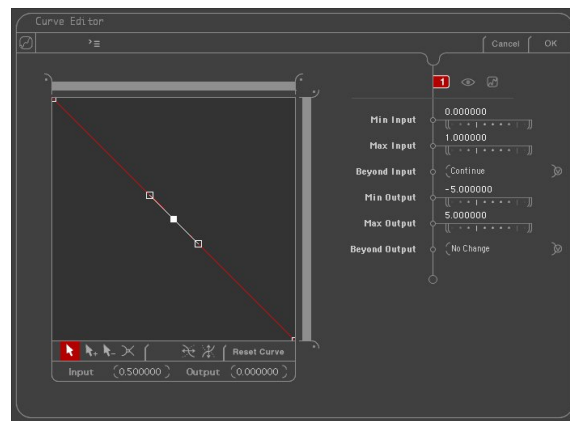 Curve Editor
Cancel OK
1
Min Input 0.000000
Max Input 1.000000
Beyond Input Continue
Min Output -5.000000
Max Output 5.000000
Beyond Output No Change
Reset Curve
Input (0.500000) Output (0.000000)